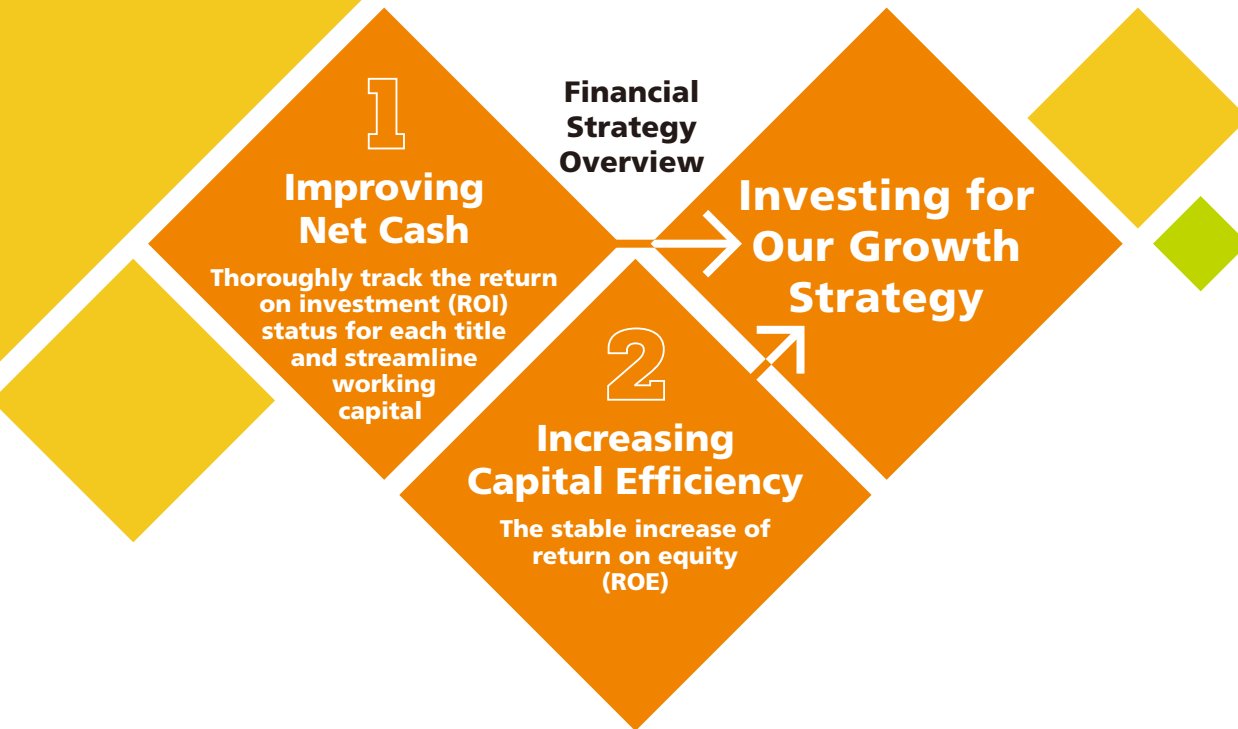 Financial
Strategy
Overview
1
Improving
Net Cash
Thoroughly track the return
on investment (ROI)
status for each title
and streamline
working
capital
2
Increasing
Capital Efficiency
The stable increase of
return on equity
(ROE)
Investing for
Our Growth
Strategy